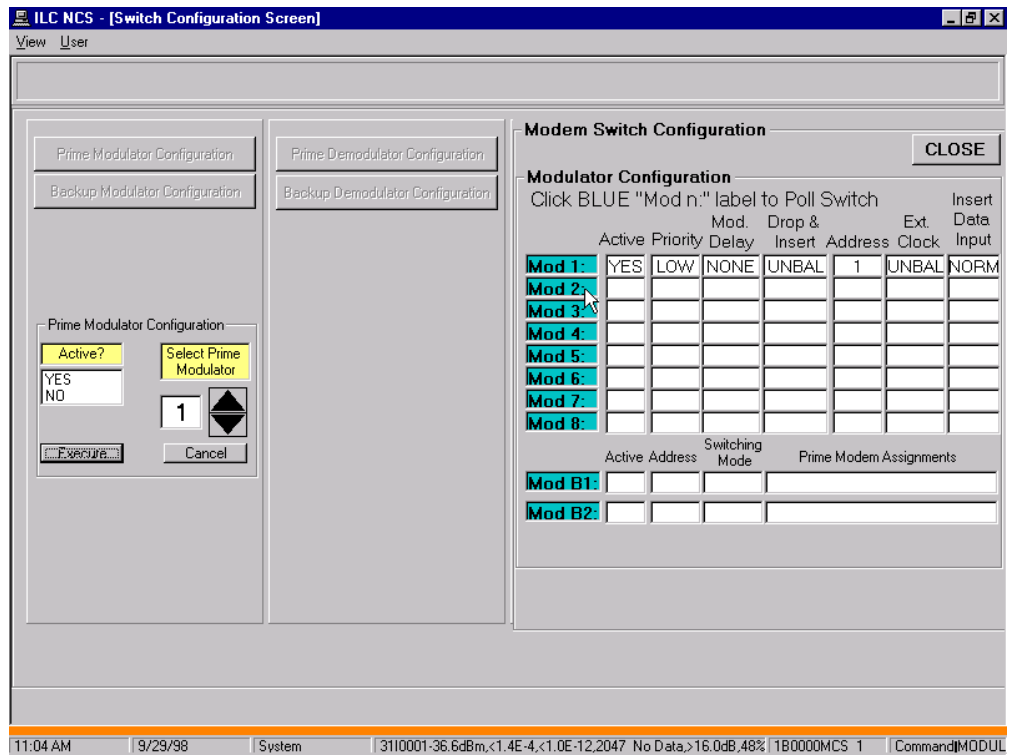 ILC NCS - [Switch Configuration Screen]
View User
Prime Modulator Configuration
Backup Modulator Configuration
Prime Demodulator Configuration
Backup Demodulator Configuration
Prime Modulator Configuration
Active?
Select Prime
Modulator
YES
NO
1
Execute
Cancel
Modem Switch Configuration
CLOSE
Modulator Configuration
Click BLUE "Mod n:" label to Poll Switch
Active Priority Mod. Delay Drop & Insert Address Ext. Clock Insert Data Input
Mod 1: YES LOW NONE UNBAL 1 UNBAL NORM
Mod 2:
Mod 3:
Mod 4:
Mod 5:
Mod 6:
Mod 7:
Mod 8:
Active Address Switching Mode Prime Modem Assignments
Mod B1:
Mod B2:
11:04 AM 9/29/98 System 31I0001-36.6dBm,<1.4E-4,<1.0E-12,2047 No Data,>16.0dB,48% 1B0000MCS 1 Command|MODUL